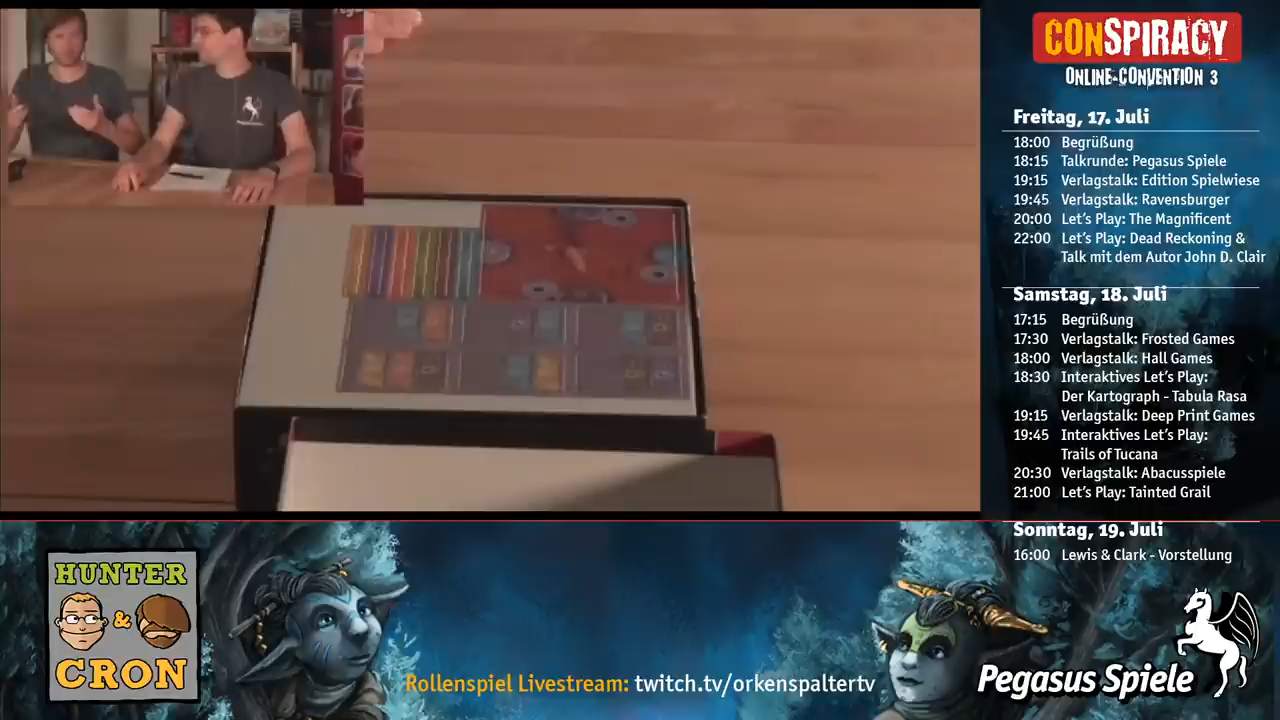 CONSPIRACY
ONLINE-CONVENTION 3
Freitag, 17. Juli
18:00 Begrüßung
18:15 Talkrunde: Pegasus Spiele
19:15 Verlagstalk: Edition Spielwiese
19:45 Verlagstalk: Ravensburger
20:00 Let's Play: The Magnificent
22:00 Let's Play: Dead Reckoning &
Talk mit dem Autor John D. Clair
Samstag, 18. Juli
17:15 Begrüßung
17:30 Verlagstalk: Frosted Games
18:00 Verlagstalk: Hall Games
18:30 Interaktives Let's Play:
Der Kartograph - Tabula Rasa
19:15 Verlagstalk: Deep Print Games
19:45 Interaktives Let's Play:
Trails of Tucana
20:30 Verlagstalk: Abacusspiele
21:00 Let's Play: Tainted Grail
Sonntag, 19. Juli
16:00 Lewis & Clark - Vorstellung
HUNTER
&
CRON
Rollenspiel Livestream: twitch.tv/orkenspaltertv
Pegasus Spiele